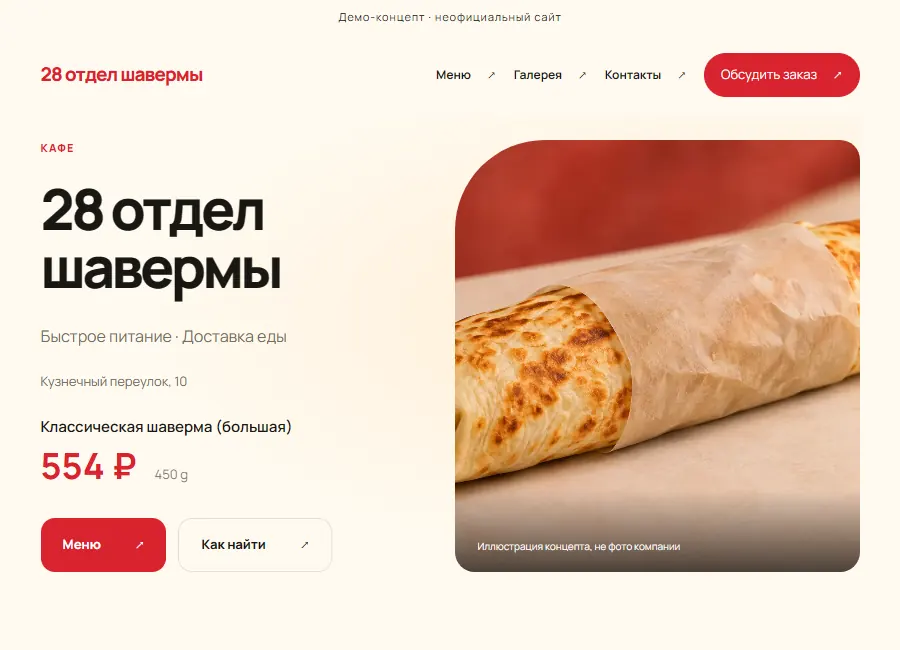 Демо-концепт · неофициальный сайт
28 отдел шавермы
Меню ↗ Галерея ↗ Контакты ↗ Обсудить заказ ↗
КАФЕ
28 отдел
шавермы
Быстрое питание · Доставка еды
Кузнечный переулок, 10
Классическая шаверма (большая)
554 ₽ 450 g
Меню ↗ Как найти ↗
Иллюстрация концепта, не фото компании